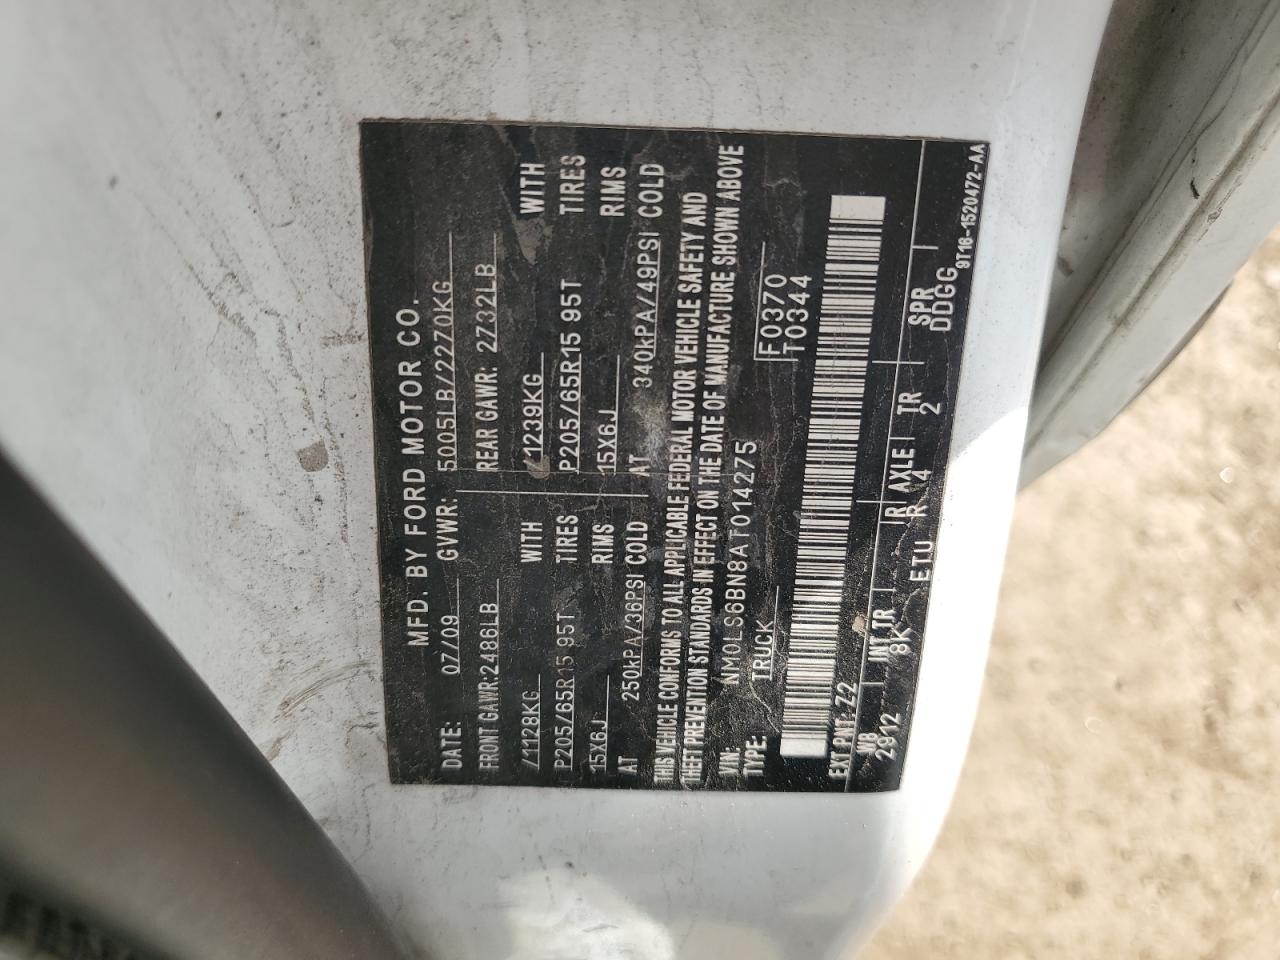 MFD. BY FORD MOTOR CO.
DATE: 07/09 GVWR: 5005LB/2270KG
FRONT GAWR:2486LB REAR GAWR: 2732LB
/1128KG WITH /1239KG WITH
P205/65R15 95T TIRES P205/65R15 95T TIRES
15X6.J RIMS 15X6.J RIMS
AT 250kPA/36PSI COLD AT 340kPA/49PSI COLD
THIS VEHICLE CONFORMS TO ALL APPLICABLE FEDERAL MOTOR VEHICLE SAFETY AND
THEFT PREVENTION STANDARDS IN EFFECT ON THE DATE OF MANUFACTURE SHOWN ABOVE
VIN: NM0LS6BN8AT014275
TYPE: TRUCK F0370
T0344
EXT PNT: Z2
WB INT TR R AXLE TR SPR
2912 8K ETU R 4 2 DDGG
9T16-1520472-AA